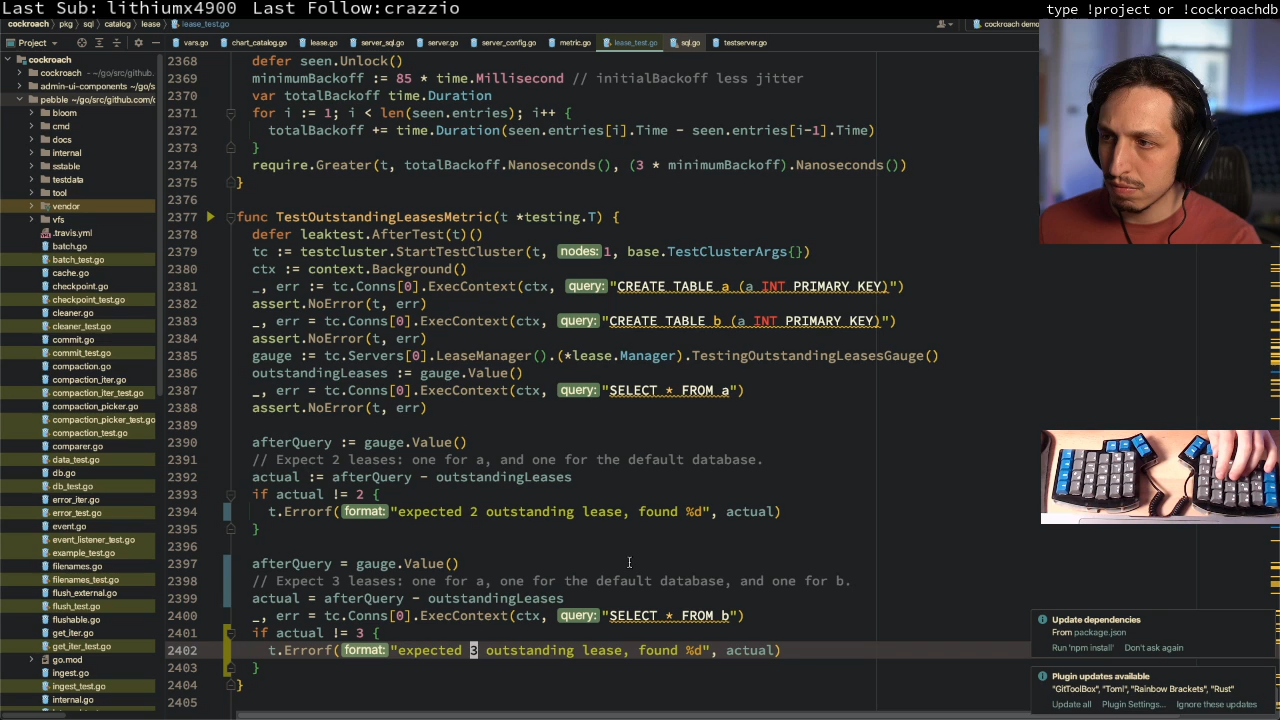 Last Sub: lithiumx4900 Last Follow:crazzio
type !project or !cockroachdb
cockroach › pkg › sql › catalog › lease › lease_test.go
cockroach demo
Project
vars.go
chart_catalog.go
lease.go
server_sql.go
server.go
server_config.go
metric.go
lease_test.go
sql.go
testserver.go
cockroach
cockroach - ~/go/src/github.
admin-ui-components ~/go/s
pebble ~/go/src/github.com/c
bloom
cmd
docs
internal
sstable
testdata
tool
vendor
vfs
.travis.yml
batch.go
batch_test.go
cache.go
checkpoint.go
checkpoint_test.go
cleaner.go
cleaner_test.go
commit.go
commit_test.go
compaction.go
compaction_iter.go
compaction_iter_test.go
compaction_picker.go
compaction_picker_test.go
compaction_test.go
comparer.go
data_test.go
db.go
db_test.go
error_iter.go
error_test.go
event.go
event_listener_test.go
example_test.go
filenames.go
filenames_test.go
flush_external.go
flush_test.go
flushable.go
get_iter.go
get_iter_test.go
go.mod
ingest.go
ingest_test.go
internal.go
2368 defer seen.Unlock()
2369 minimumBackoff := 85 * time.Millisecond // initialBackoff less jitter
2370 var totalBackoff time.Duration
2371 for i := 1; i < len(seen.entries); i++ {
2372 totalBackoff += time.Duration(seen.entries[i].Time - seen.entries[i-1].Time)
2373 }
2374 require.Greater(t, totalBackoff.Nanoseconds(), (3 * minimumBackoff).Nanoseconds())
2375 }
2376
2377 func TestOutstandingLeasesMetric(t *testing.T) {
2378 defer leaktest.AfterTest(t)()
2379 tc := testcluster.StartTestCluster(t, nodes: 1, base.TestClusterArgs{})
2380 ctx := context.Background()
2381 _, err := tc.Conns[0].ExecContext(ctx, query: "CREATE TABLE a (a INT PRIMARY KEY)")
2382 assert.NoError(t, err)
2383 _, err = tc.Conns[0].ExecContext(ctx, query: "CREATE TABLE b (a INT PRIMARY KEY)")
2384 assert.NoError(t, err)
2385 gauge := tc.Servers[0].LeaseManager().(*lease.Manager).TestingOutstandingLeasesGauge()
2386 outstandingLeases := gauge.Value()
2387 _, err = tc.Conns[0].ExecContext(ctx, query: "SELECT * FROM a")
2388 assert.NoError(t, err)
2389
2390 afterQuery := gauge.Value()
2391 // Expect 2 leases: one for a, and one for the default database.
2392 actual := afterQuery - outstandingLeases
2393 if actual != 2 {
2394 t.Errorf( format: "expected 2 outstanding lease, found %d", actual)
2395 }
2396
2397 afterQuery = gauge.Value()
2398 // Expect 3 leases: one for a, one for the default database, and one for b.
2399 actual = afterQuery - outstandingLeases
2400 _, err = tc.Conns[0].ExecContext(ctx, query: "SELECT * FROM b")
2401 if actual != 3 {
2402 t.Errorf( format: "expected 3 outstanding lease, found %d", actual)
2403 }
2404 }
2405
Update dependencies
From package.json
Run 'npm install' Don't ask again
Plugin updates available
"GitToolBox", "Toml", "Rainbow Brackets", "Rust"
Update all Plugin Settings... Ignore these updates